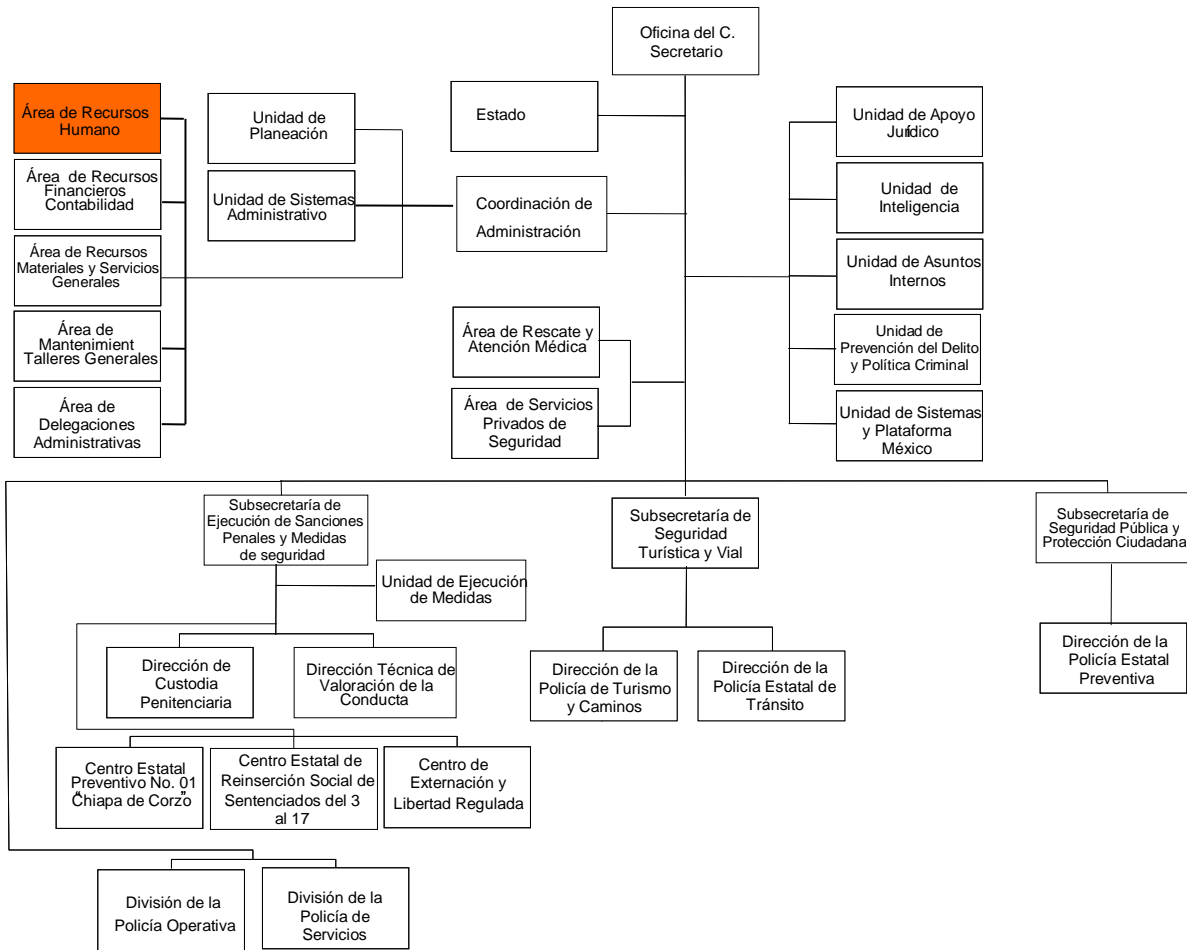 Oficina del C.
Secretario
Área de Recursos
Humano
Unidad de
Planeación
Estado
Unidad de Apoyo
Jurídico
Área de Recursos
Financieros
Contabilidad
Unidad de Sistemas
Administrativo
Coordinación de
Administración
Unidad de
Inteligencia
Área de Recursos
Materiales y Servicios
Generales
Unidad de Asuntos
Internos
Área de
Mantenimient
Talleres Generales
Área de Rescate y
Atención Médica
Unidad de
Prevención del Delito
y Política Criminal
Área de
Delegaciones
Administrativas
Área de Servicios
Privados de
Seguridad
Unidad de Sistemas
y Plataforma
México
Subsecretaría de
Ejecución de Sanciones
Penales y Medidas
de seguridad
Subsecretaría de
Seguridad
Turística y Vial
Subsecretaría de
Seguridad Pública y
Protección Ciudadana
Unidad de Ejecución
de Medidas
Dirección de
Custodia
Penitenciaria
Dirección Técnica de
Valoración de la
Conducta
Dirección de la
Policía de Turismo
y Caminos
Dirección de la
Policía Estatal de
Tránsito
Dirección de la
Policía Estatal
Preventiva
Centro Estatal
Preventivo No. 01
“Chiapa de Corzo”
Centro Estatal de
Reinserción Social de
Sentenciados del 3
al 17
Centro de
Externación y
Libertad Regulada
División de la
Policía Operativa
División de la
Policía de
Servicios